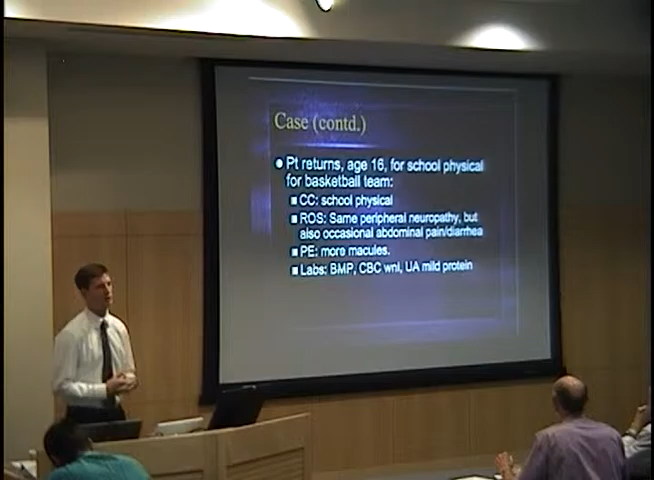 Case (contd.)
Pt returns, age 16, for school physical
for basketball team:
CC: school physical
ROS: Same peripheral neuropathy, but
also occasional abdominal pain/diarrhea
PE: more macules.
Labs: BMP, CBC wnl, UA mild protein